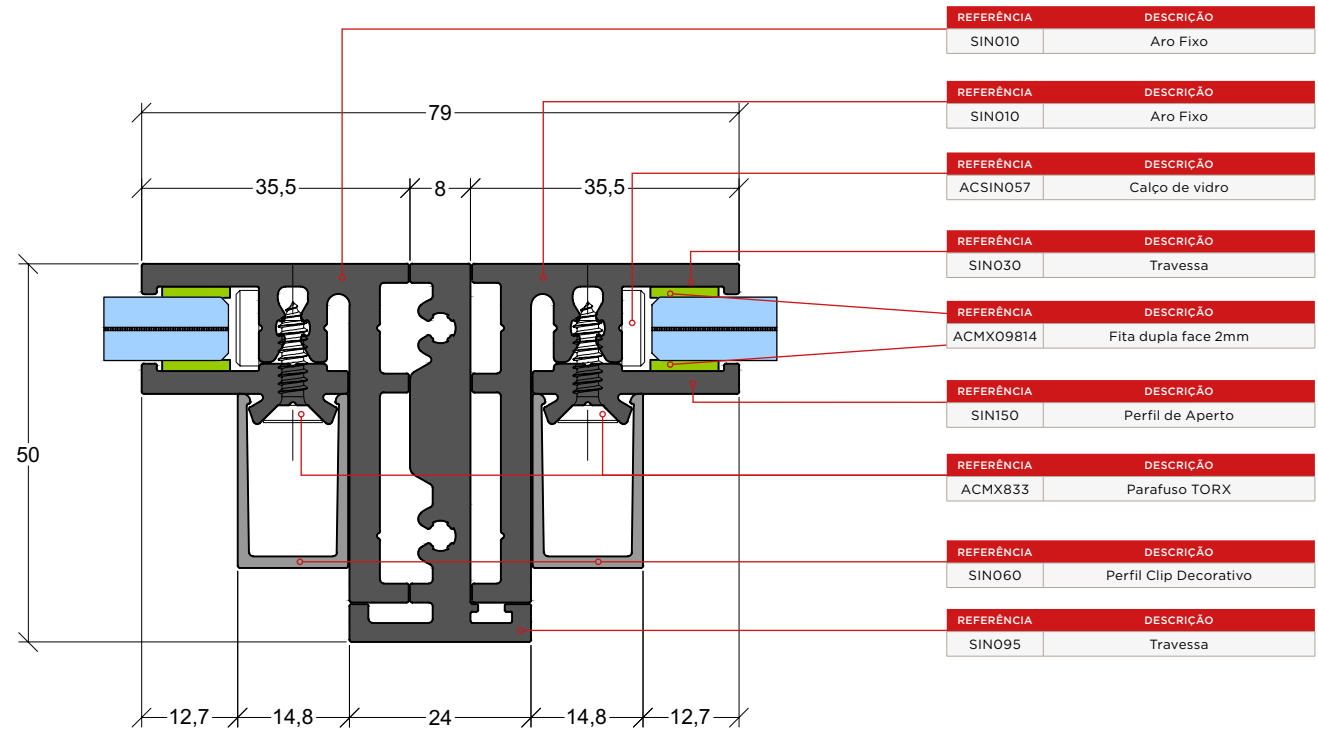 REFERÊNCIA DESCRIÇÃO
SIN010 Aro Fixo
REFERÊNCIA DESCRIÇÃO
SIN010 Aro Fixo
79
REFERÊNCIA DESCRIÇÃO
ACSIN057 Calço de vidro
35,5 8 35,5
REFERÊNCIA DESCRIÇÃO
SIN030 Travessa
REFERÊNCIA DESCRIÇÃO
ACMX09814 Fita dupla face 2mm
REFERÊNCIA DESCRIÇÃO
SIN150 Perfil de Aperto
50
REFERÊNCIA DESCRIÇÃO
ACMX833 Parafuso TORX
REFERÊNCIA DESCRIÇÃO
SIN060 Perfil Clip Decorativo
REFERÊNCIA DESCRIÇÃO
SIN095 Travessa
12,7 14,8 24 14,8 12,7